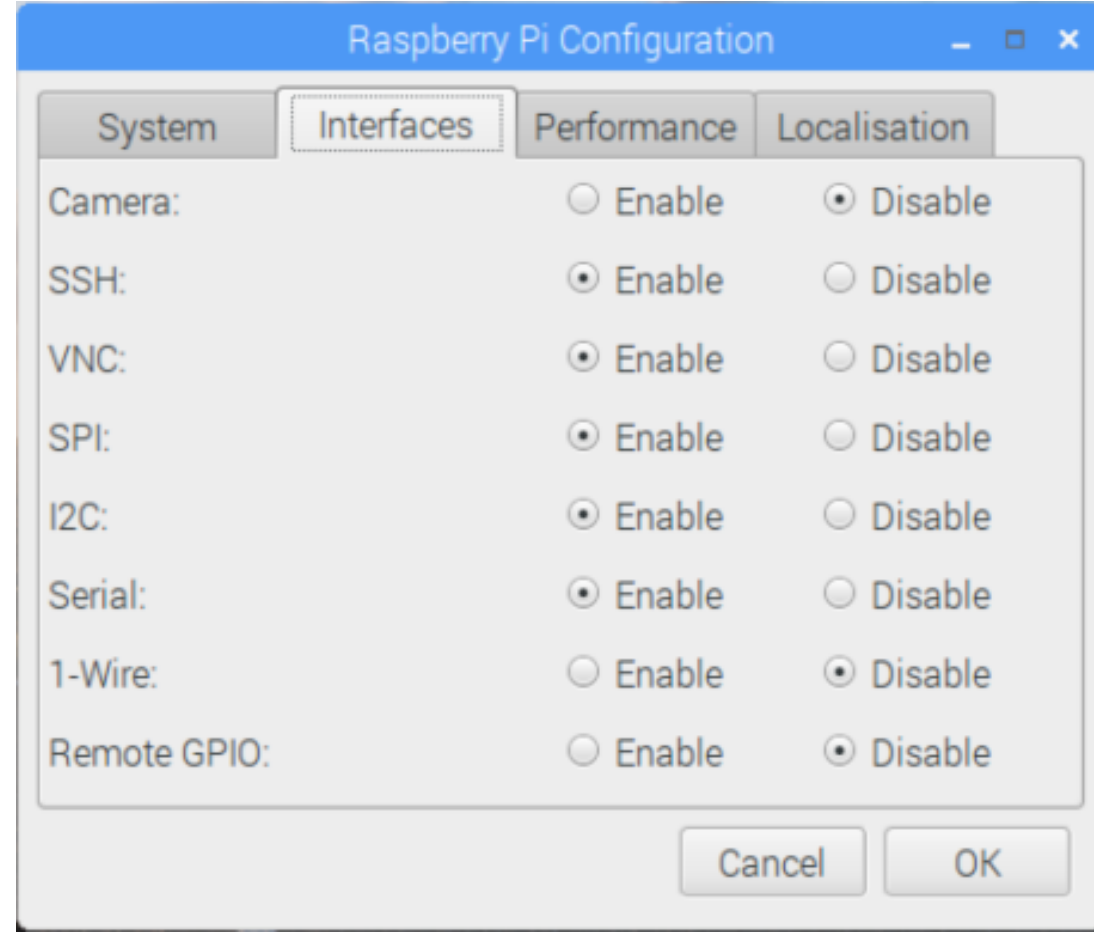 Raspberry Pi Configuration
System Interfaces Performance Localisation
Camera: Enable Disable
SSH: Enable Disable
VNC: Enable Disable
SPI: Enable Disable
I2C: Enable Disable
Serial: Enable Disable
1-Wire: Enable Disable
Remote GPIO: Enable Disable
Cancel OK